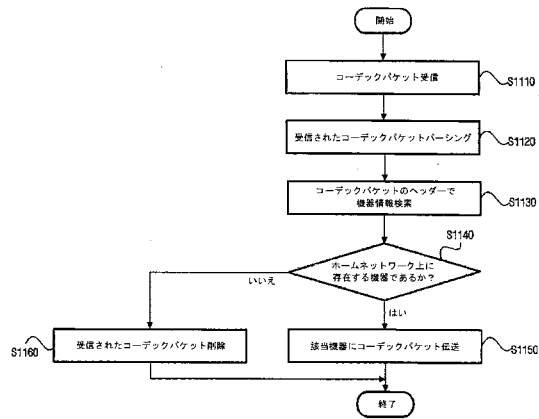 開始
コーデックパケット受信
S1110
受信されたコーデックパケットパーシング
S1120
コーデックパケットのヘッダーで
機器情報検索
S1130
S1140
ホームネットワーク上に
存在する機器であるか？
いいえ
はい
受信されたコーデックパケット削除
S1160
該当機器にコーデックパケット伝送
S1150
終了